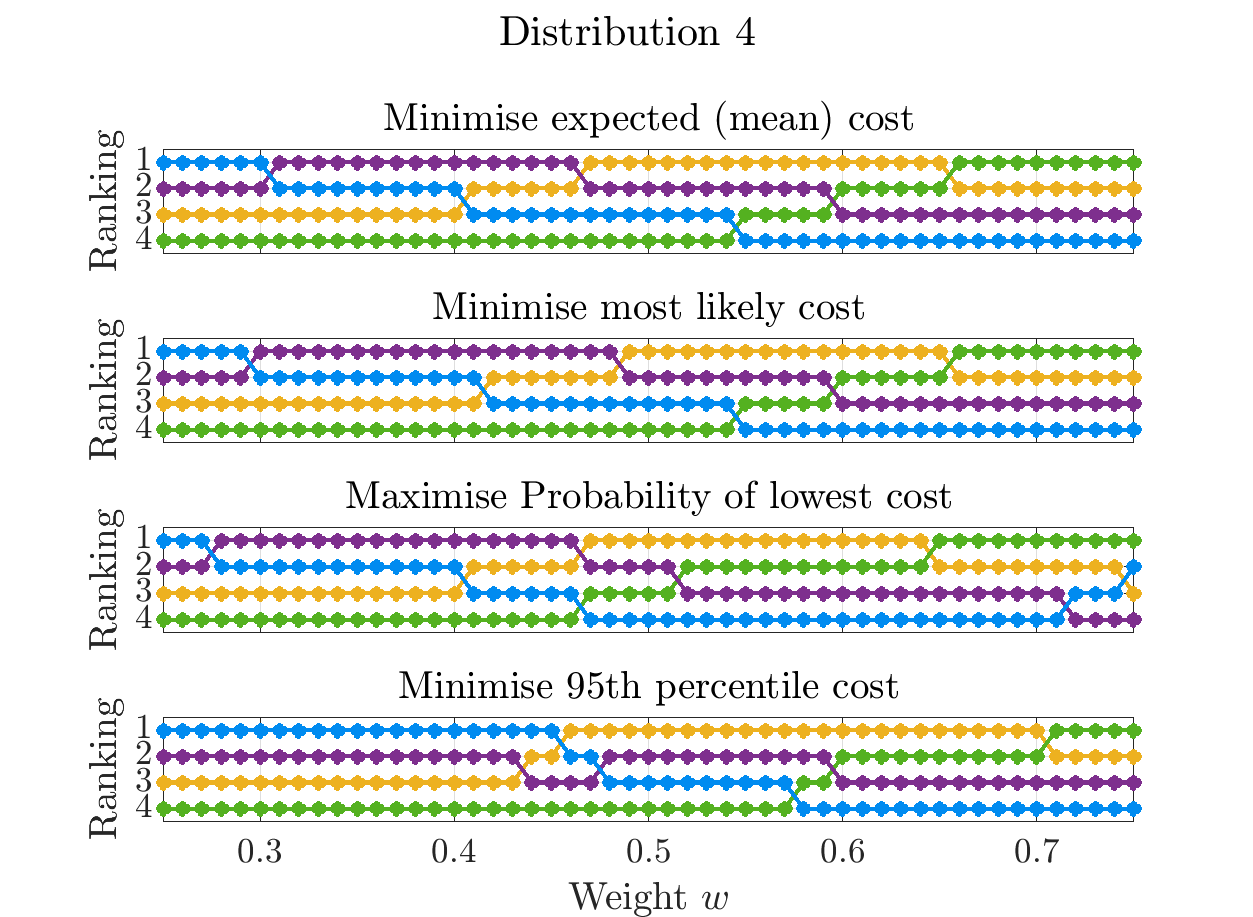 Distribution 4
Minimise expected (mean) cost
Ranking
1
2
3
4
Minimise most likely cost
Ranking
1
2
3
4
Maximise Probability of lowest cost
Ranking
1
2
3
4
Minimise 95th percentile cost
Ranking
1
2
3
4
0.3 0.4 0.5 0.6 0.7
Weight w